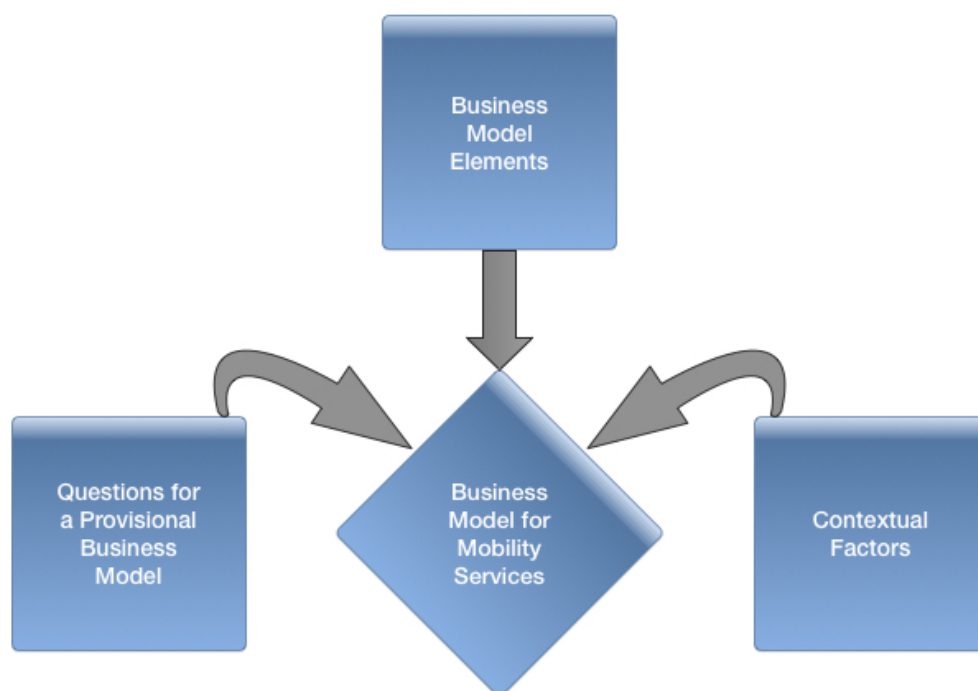 Business
Model
Elements
Questions for
a Provisional
Business
Model
Business
Model for
Mobility
Services
Contextual
Factors